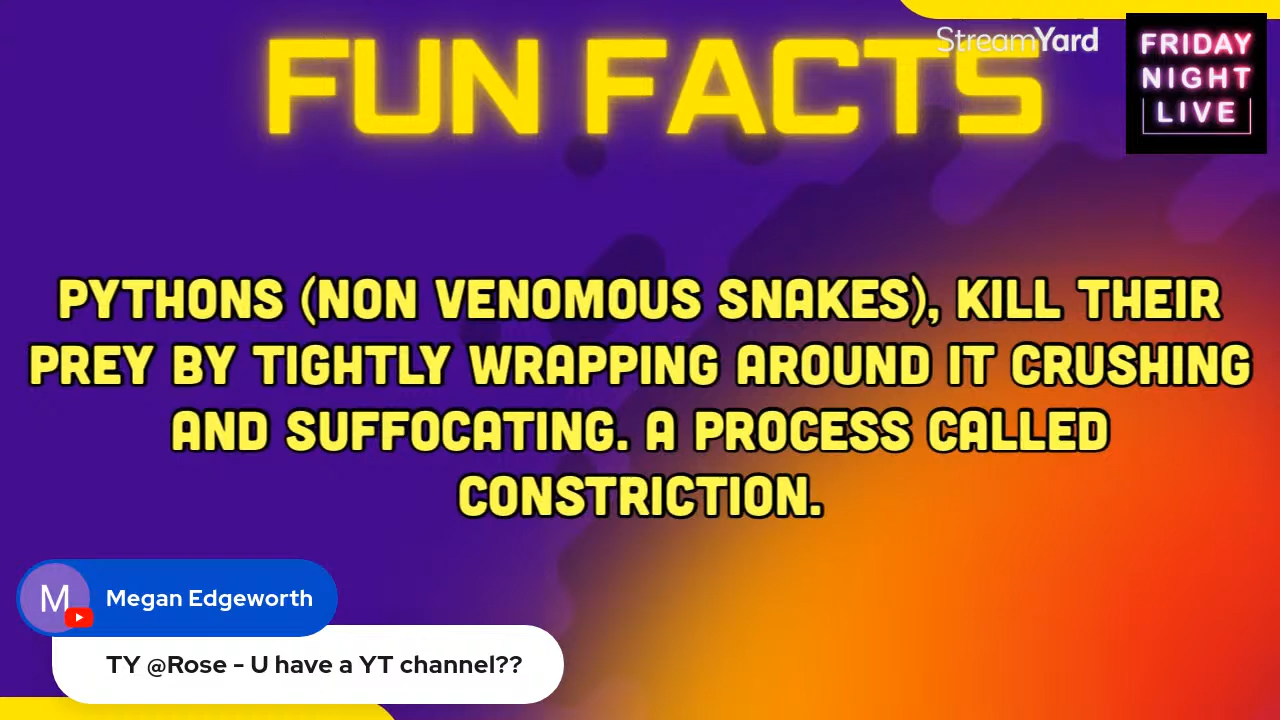 FUN FACTS
StreamYard
FRIDAY
NIGHT
LIVE
PYTHONS (NON VENOMOUS SNAKES), KILL THEIR
PREY BY TIGHTLY WRAPPING AROUND IT CRUSHING
AND SUFFOCATING. A PROCESS CALLED
CONSTRICTION.
M
Megan Edgeworth
TY @Rose - U have a YT channel??